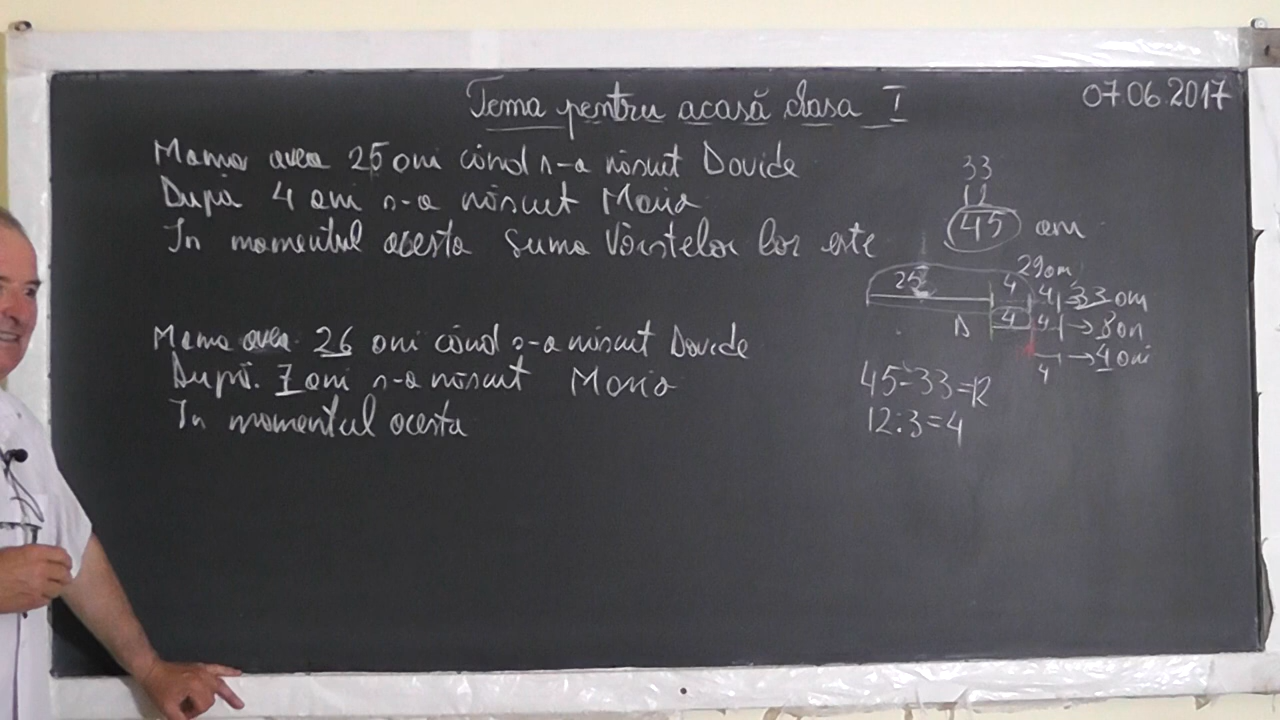 Tema pentru acasă clasa I
07.06.2017
Mama avea 25 ani când s-a născut Davide
După 4 ani s-a născut Maria
In momentul acesta suma vârstelor lor este
33
12
45 ani
29 ani
25 4 4 → 33 ani
D 4 4 → 8 ani
4 → 4 ani
45-33=12
12:3=4
Mama avea 26 ani când s-a născut Davide
După 7 ani s-a născut Maria
In momentul acesta